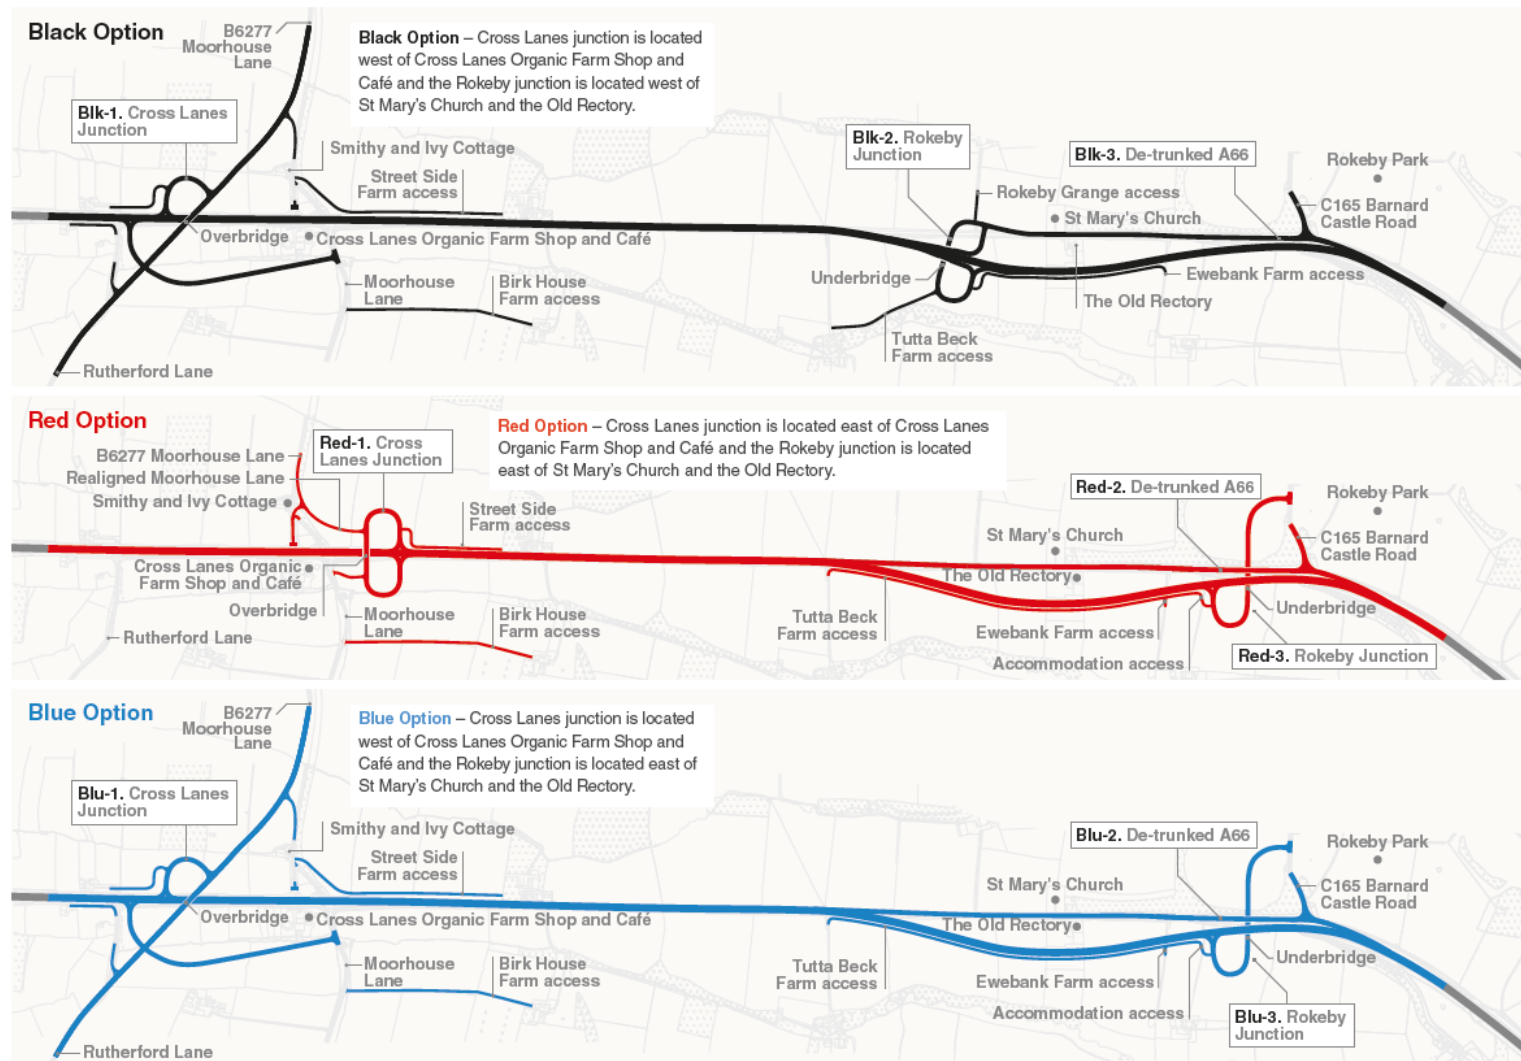 Black Option
B6277
Moorhouse
Lane
Black Option – Cross Lanes junction is located
west of Cross Lanes Organic Farm Shop and
Café and the Rokeby junction is located west of
St Mary's Church and the Old Rectory.
Blk-1. Cross Lanes
Junction
Smithy and Ivy Cottage
Street Side
Farm access
Blk-2. Rokeby
Junction
Blk-3. De-trunked A66
Rokeby Park
Rokeby Grange access
St Mary's Church
C165 Barnard
Castle Road
Overbridge
Cross Lanes Organic Farm Shop and Café
Moorhouse
Lane
Birk House
Farm access
Underbridge
Ewebank Farm access
The Old Rectory
Tutta Beck
Farm access
Rutherford Lane
Red Option
Red Option – Cross Lanes junction is located east of Cross Lanes
Organic Farm Shop and Café and the Rokeby junction is located
east of St Mary's Church and the Old Rectory.
Red-1. Cross
Lanes Junction
B6277 Moorhouse Lane
Realigned Moorhouse Lane
Smithy and Ivy Cottage
Street Side
Farm access
Red-2. De-trunked A66
Rokeby Park
St Mary's Church
C165 Barnard
Castle Road
Cross Lanes Organic
Farm Shop and Café
The Old Rectory
Overbridge
Moorhouse
Lane
Birk House
Farm access
Tutta Beck
Farm access
Underbridge
Ewebank Farm access
Rutherford Lane
Accommodation access
Red-3. Rokeby Junction
Blue Option
B6277
Moorhouse
Lane
Blue Option – Cross Lanes junction is located
west of Cross Lanes Organic Farm Shop and
Café and the Rokeby junction is located east of
St Mary's Church and the Old Rectory.
Blu-1. Cross Lanes
Junction
Smithy and Ivy Cottage
Street Side
Farm access
Blu-2. De-trunked A66
Rokeby Park
St Mary's Church
C165 Barnard
Castle Road
Overbridge
Cross Lanes Organic Farm Shop and Café
The Old Rectory
Moorhouse
Lane
Birk House
Farm access
Tutta Beck
Farm access
Underbridge
Ewebank Farm access
Accommodation access
Blu-3. Rokeby
Junction
Rutherford Lane